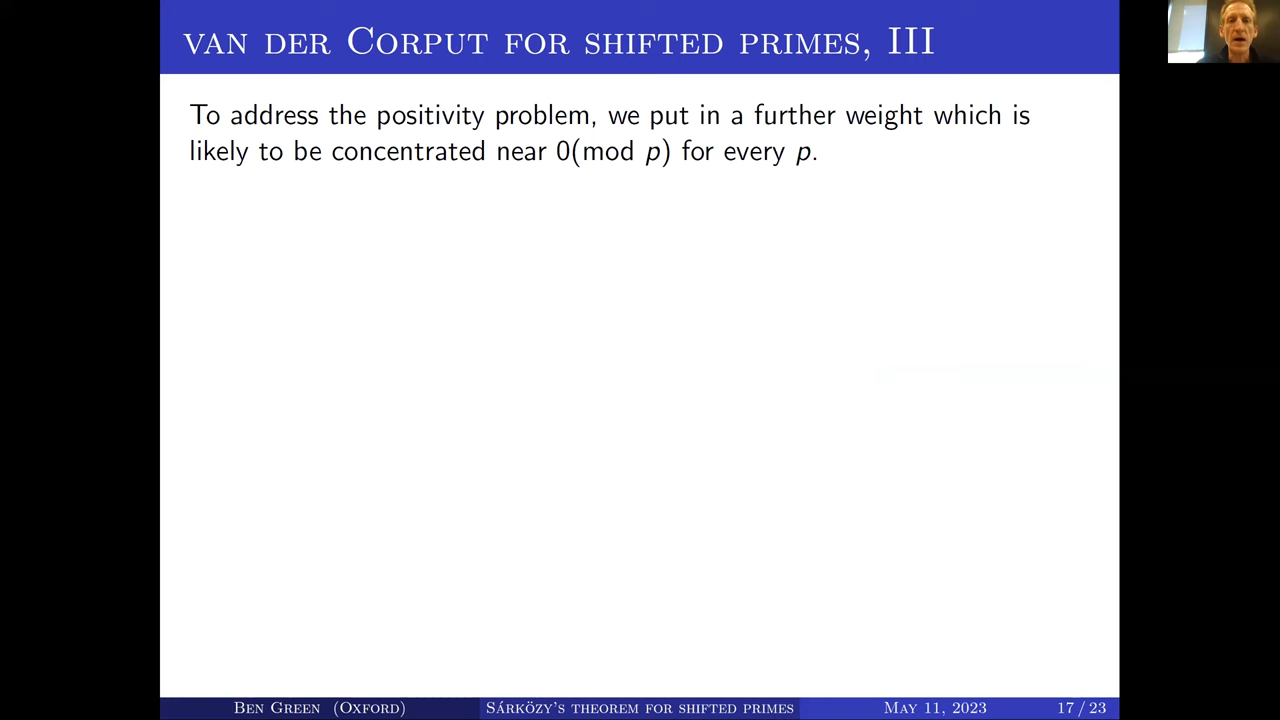 van der Corput for shifted primes, III
To address the positivity problem, we put in a further weight which is
likely to be concentrated near 0(mod p) for every p.
Ben Green (Oxford) Sárközy's theorem for shifted primes May 11, 2023 17 / 23